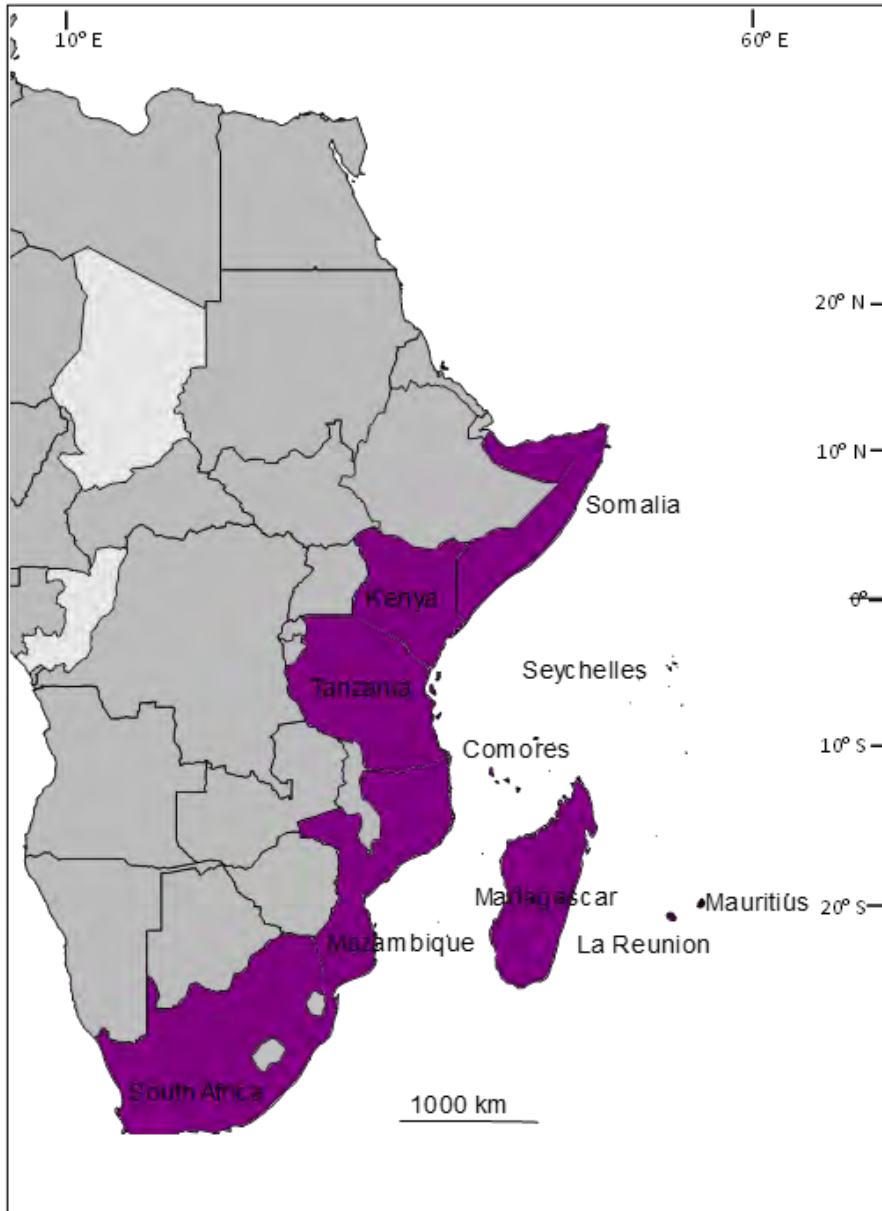 10° E
60° E
20° N
10° N
Somalia
Kenya
0°
Seychelles
Tanzania
10° S
Comores
Madagascar
Mauritius
20° S
Mazambique
La Reunion
South Africa
1000 km